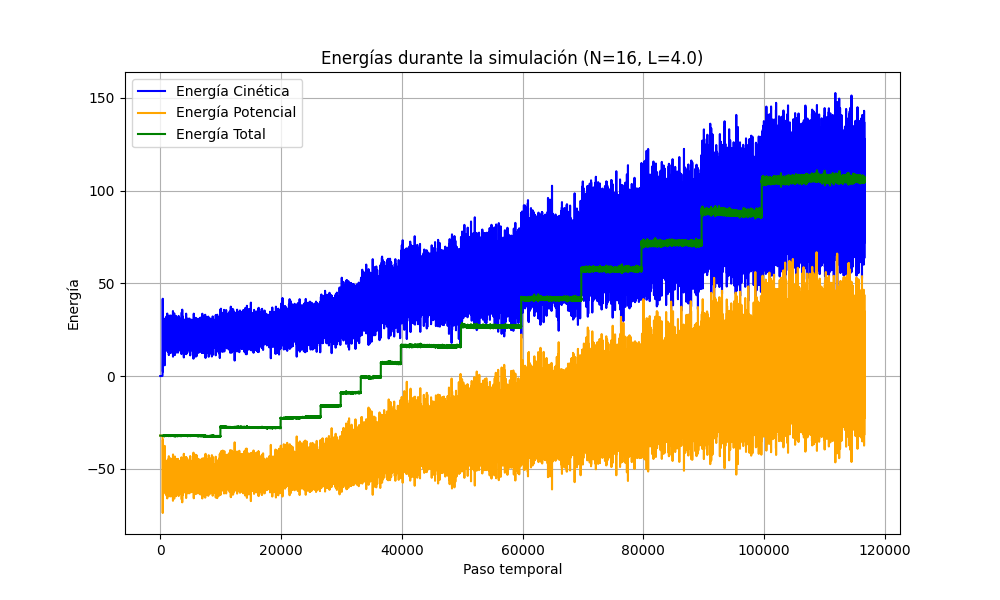 Energías durante la simulación (N=16, L=4.0)
Energía Cinética
Energía Potencial
Energía Total
150
100
50
0
−50
Energía
0
20000
40000
60000
80000
100000
120000
Paso temporal